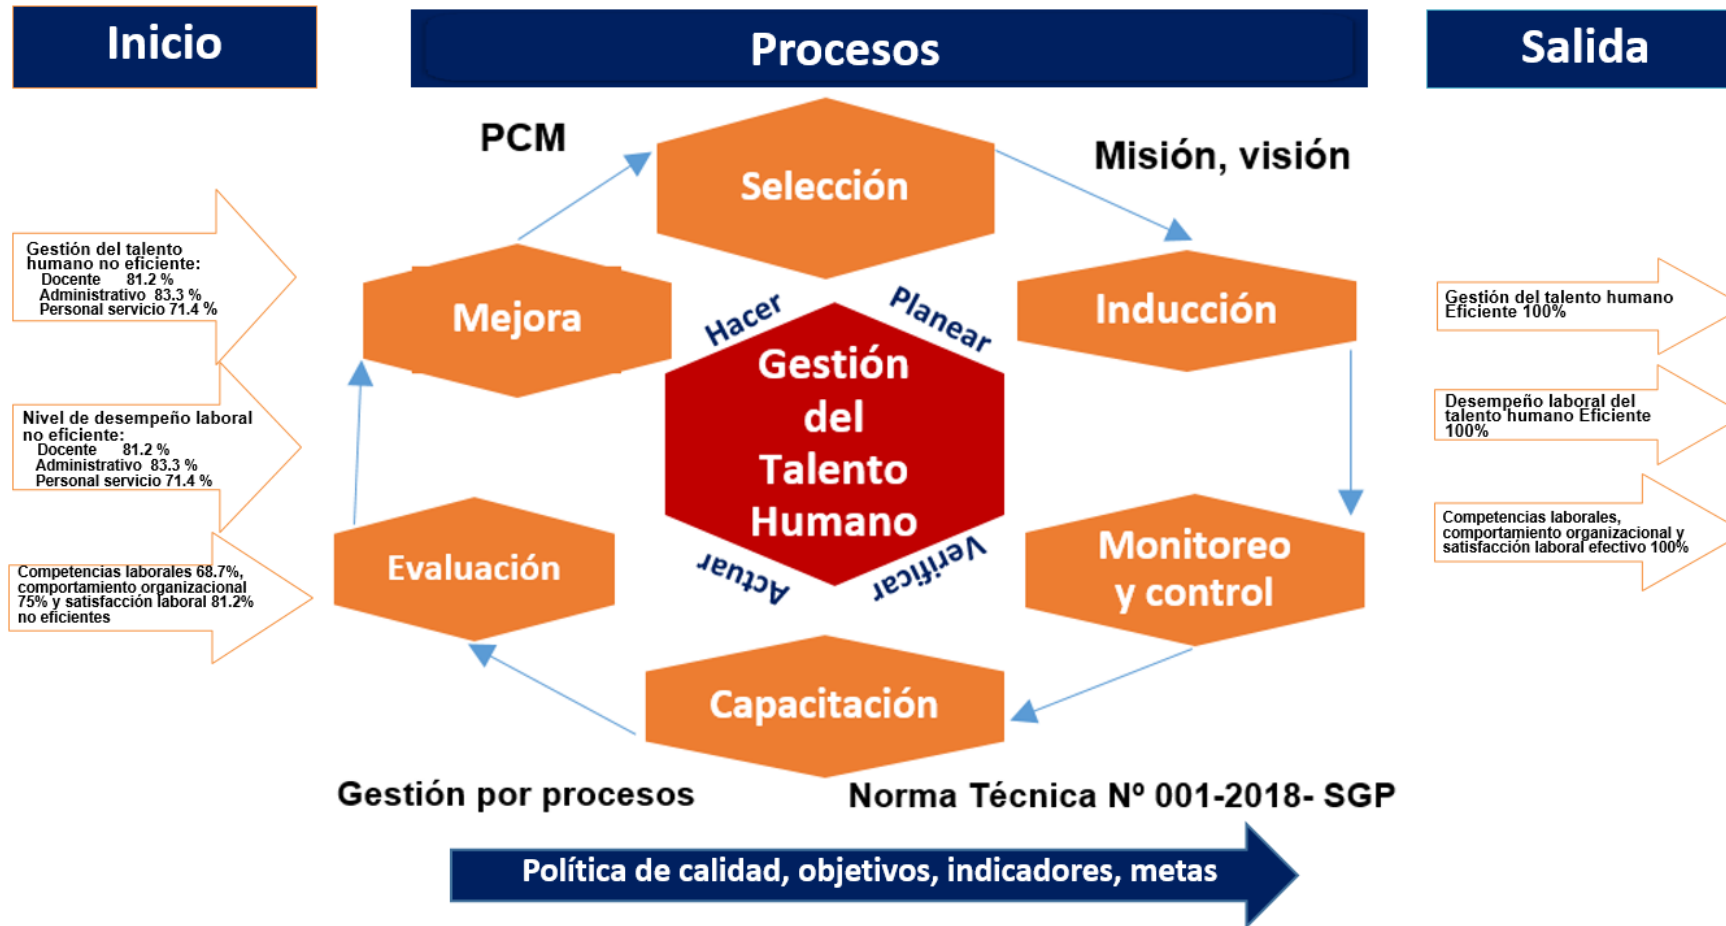 Inicio
Procesos
Salida
PCM
Misión, visión
Selección
Inducción
Monitoreo
y control
Capacitación
Evaluación
Mejora
Hacer
Planear
Verificar
Actuar
Gestión
del
Talento
Humano
Gestión del talento
humano no eficiente:
Docente 81.2 %
Administrativo 83.3 %
Personal servicio 71.4 %
Nivel de desempeño laboral
no eficiente:
Docente 81.2 %
Administrativo 83.3 %
Personal servicio 71.4 %
Competencias laborales 68.7%,
comportamiento organizacional
75% y satisfacción laboral 81.2%
no eficientes
Gestión del talento humano
Eficiente 100%
Desempeño laboral del
talento humano Eficiente
100%
Competencias laborales,
comportamiento organizacional y
satisfacción laboral efectivo 100%
Gestión por procesos
Norma Técnica Nº 001-2018- SGP
Política de calidad, objetivos, indicadores, metas